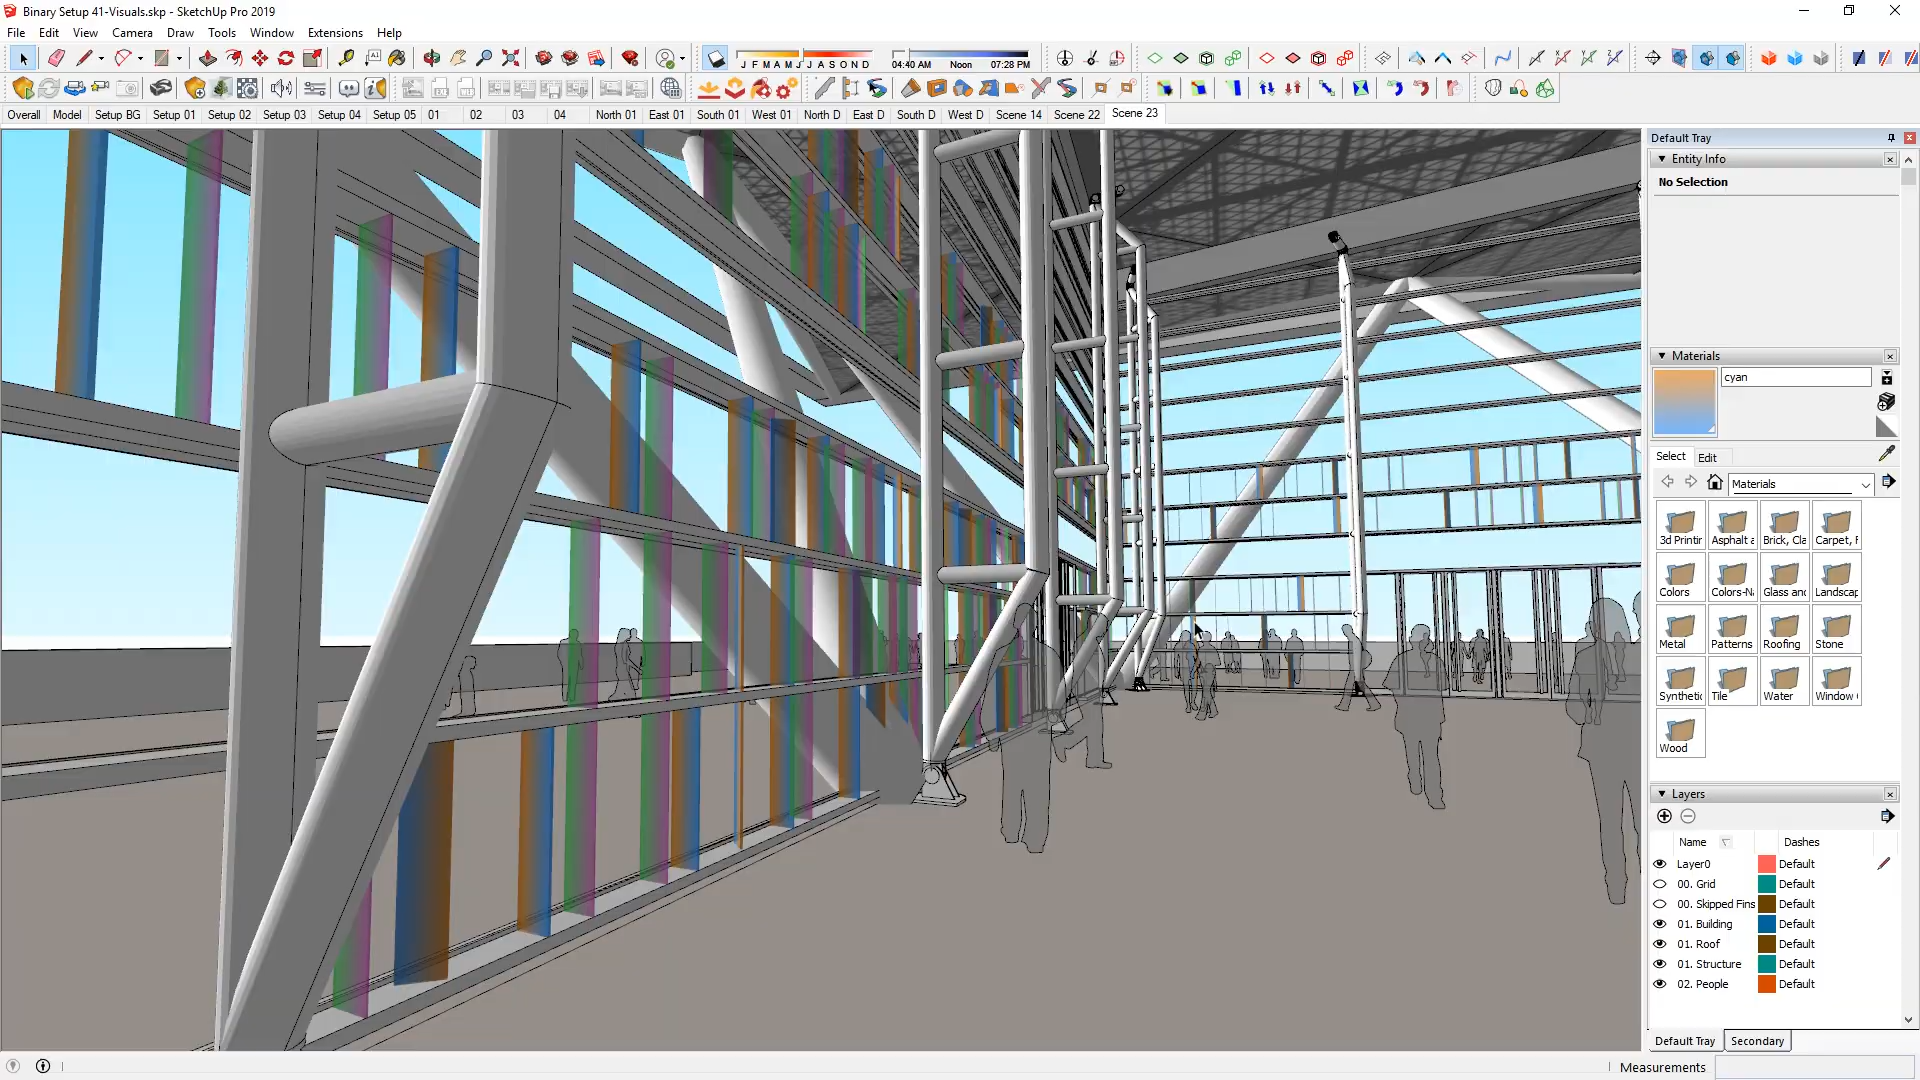 Binary Setup 41-Visuals.skp - SketchUp Pro 2019
File Edit View Camera Draw Tools Window Extensions Help
J F M A M J J A S O N D 04:40 AM Noon 07:28 PM
Overall Model Setup BG Setup 01 Setup 02 Setup 03 Setup 04 Setup 05 01 02 03 04 North 01 East 01 South 01 West 01 North D East D South D West D Scene 14 Scene 22 Scene 23
Default Tray
Entity Info
No Selection
Materials
cyan
Select Edit
Materials
3d Printir Asphalt a Brick, Cla Carpet, F
Colors Colors-Na Glass and Landscap
Metal Patterns Roofing Stone
Synthetic Tile Water Window
Wood
Layers
Name Dashes
Layer0 Default
00. Grid Default
00. Skipped Fins Default
01. Building Default
01. Roof Default
01. Structure Default
02. People Default
Default Tray Secondary
Measurements